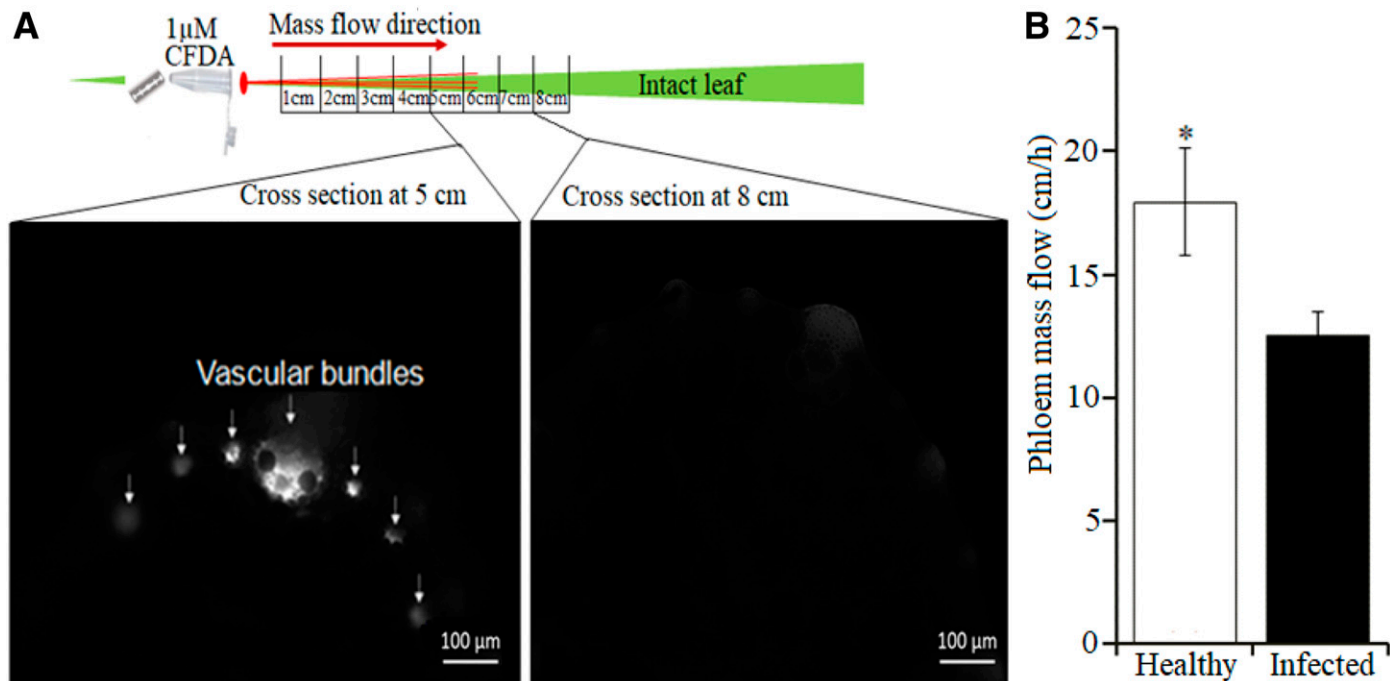 A
1μM
CFDA
Mass flow direction
1cm 2cm 3cm 4cm 5cm 6cm 7cm 8cm
Intact leaf
Cross section at 5 cm
Cross section at 8 cm
Vascular bundles
100 μm
100 μm
B
Phloem mass flow (cm/h)
25
20
15
10
5
0
*
Healthy
Infected